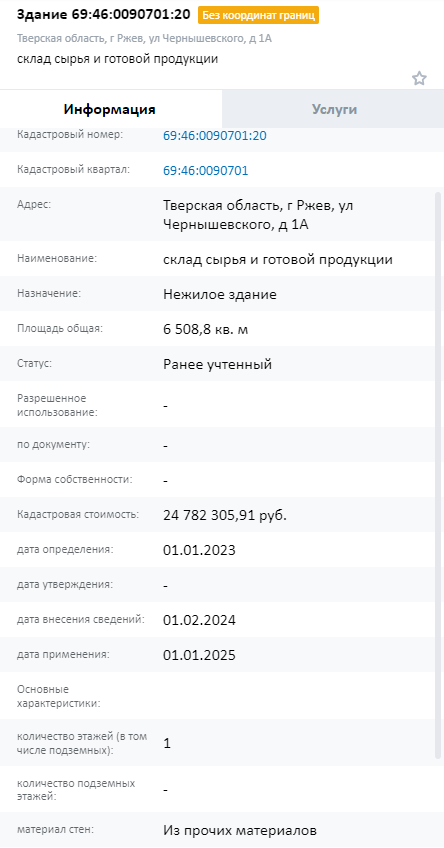 Здание 69:46:0090701:20 Без координат границ
Тверская область, г Ржев, ул Чернышевского, д 1А
склад сырья и готовой продукции
Информация Услуги
Кадастровый номер: 69:46:0090701:20
Кадастровый квартал: 69:46:0090701
Адрес: Тверская область, г Ржев, ул
Чернышевского, д 1А
Наименование: склад сырья и готовой продукции
Назначение: Нежилое здание
Площадь общая: 6 508,8 кв. м
Статус: Ранее учтенный
Разрешенное
использование: -
по документу: -
Форма собственности: -
Кадастровая стоимость: 24 782 305,91 руб.
дата определения: 01.01.2023
дата утверждения: -
дата внесения сведений: 01.02.2024
дата применения: 01.01.2025
Основные
характеристики:
количество этажей (в том
числе подземных): 1
количество подземных
этажей: -
материал стен: Из прочих материалов